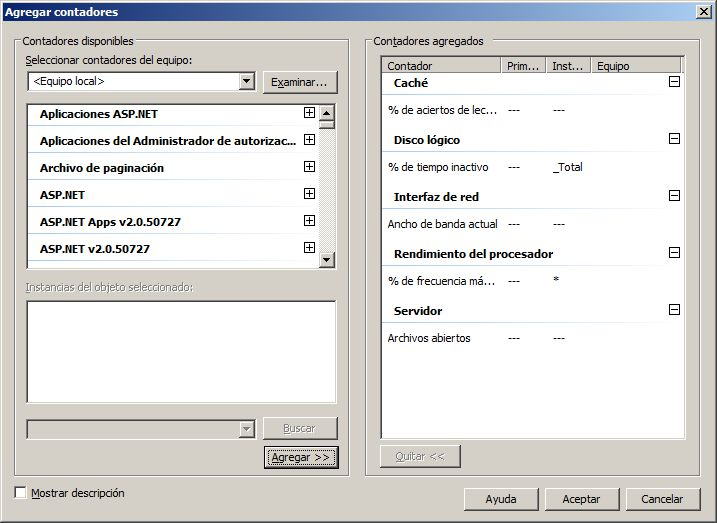 Agregar contadores
Contadores disponibles
Seleccionar contadores del equipo:
<Equipo local>
Examinar...
Aplicaciones ASP.NET
Aplicaciones del Administrador de autorizac...
Archivo de paginación
ASP.NET
ASP.NET Apps v2.0.50727
ASP.NET v2.0.50727
Instancias del objeto seleccionado:
Buscar
Agregar >>
Mostrar descripción
Contadores agregados
Contador Prim... Inst... Equipo
Caché
% de aciertos de lec... --- ---
Disco lógico
% de tiempo inactivo --- _Total
Interfaz de red
Ancho de banda actual --- ---
Rendimiento del procesador
% de frecuencia má... --- *
Servidor
Archivos abiertos --- ---
Quitar <<
Ayuda Aceptar Cancelar